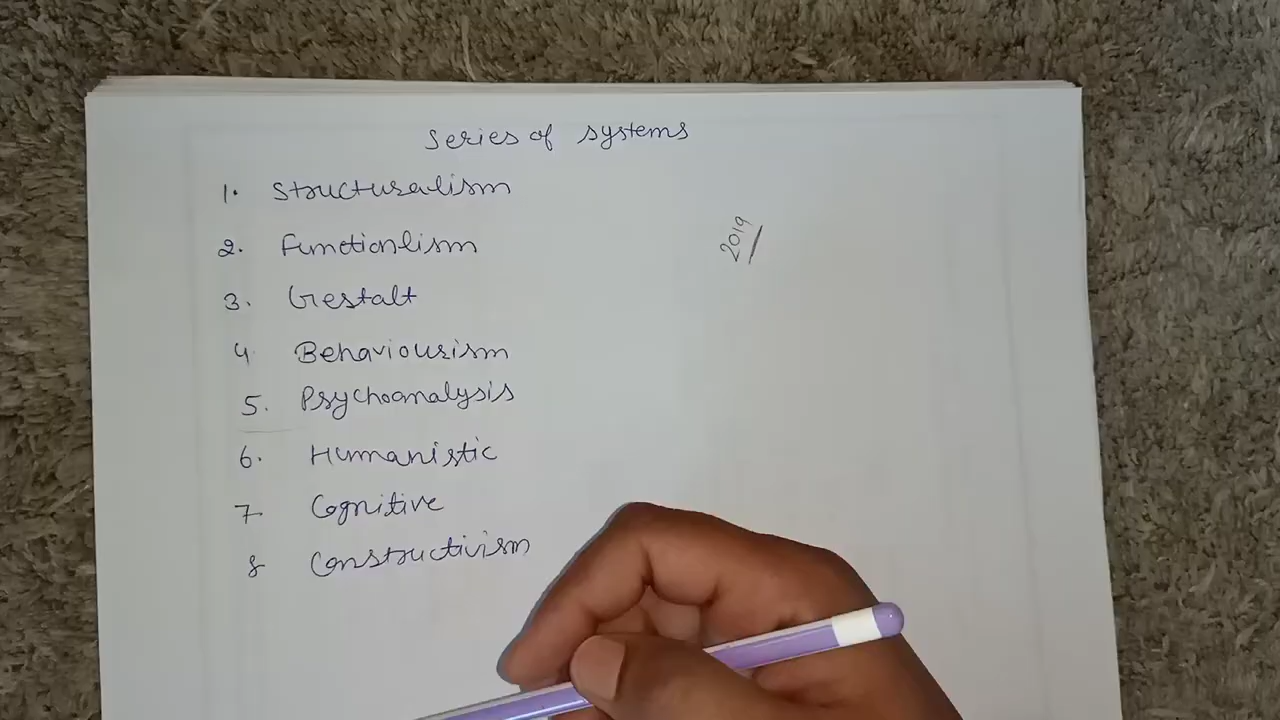 Series of systems
1. Structuralism
2. Functionlism
2019
3. Gestalt
4 Behaviourism
5. Psychoanalysis
6. Humanistic
7 Cognitive
8 Constructivism